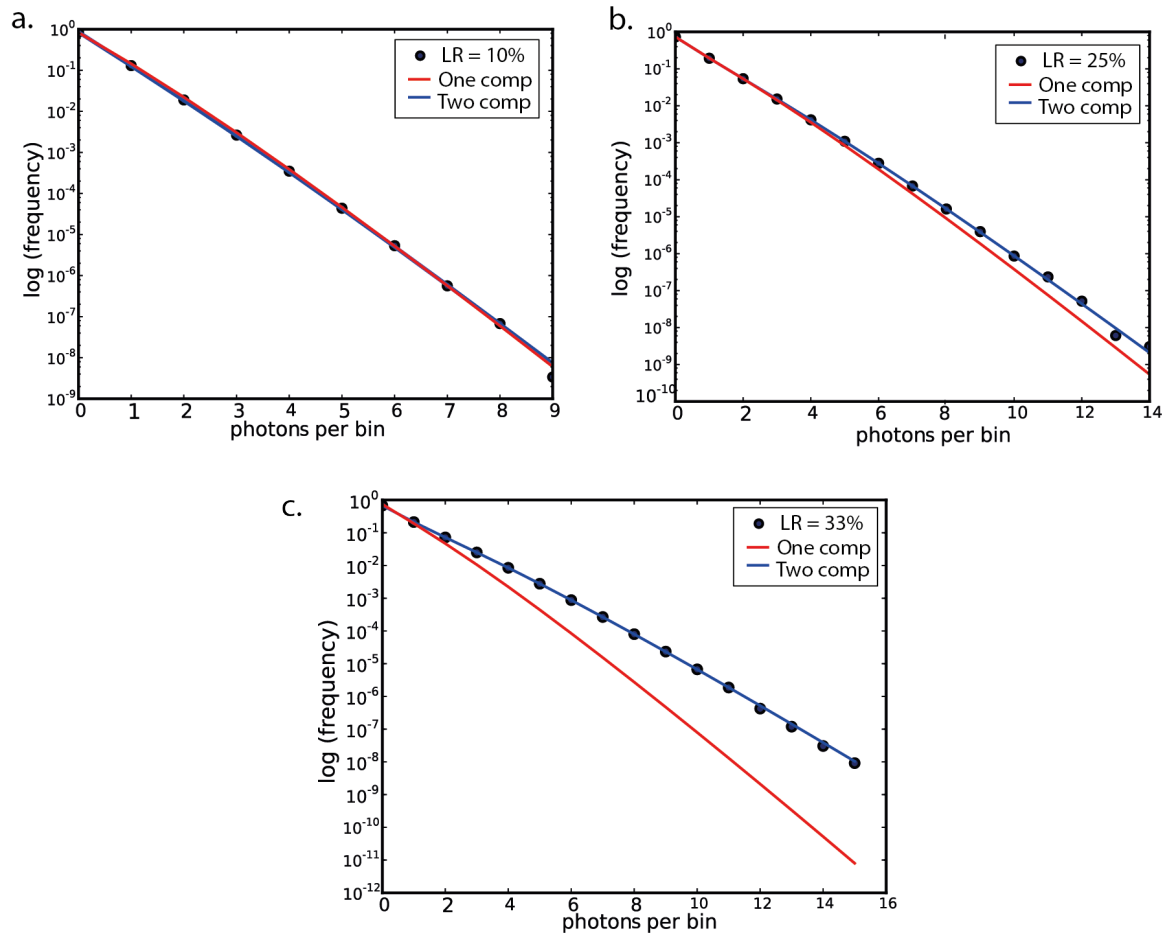 a.
10⁰
10⁻¹
10⁻²
10⁻³
10⁻⁴
10⁻⁵
10⁻⁶
10⁻⁷
10⁻⁸
10⁻⁹
log (frequency)
LR = 10%
One comp
Two comp
0 1 2 3 4 5 6 7 8 9
photons per bin
b.
10⁰
10⁻¹
10⁻²
10⁻³
10⁻⁴
10⁻⁵
10⁻⁶
10⁻⁷
10⁻⁸
10⁻⁹
10⁻¹⁰
log (frequency)
LR = 25%
One comp
Two comp
0 2 4 6 8 10 12 14
photons per bin
c.
10⁰
10⁻¹
10⁻²
10⁻³
10⁻⁴
10⁻⁵
10⁻⁶
10⁻⁷
10⁻⁸
10⁻⁹
10⁻¹⁰
10⁻¹¹
10⁻¹²
log (frequency)
LR = 33%
One comp
Two comp
0 2 4 6 8 10 12 14 16
photons per bin